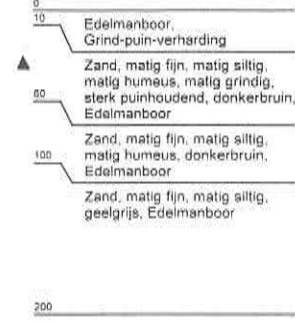 0
10
Edelmanboor,
Grind-puin-verharding
Zand, matig fijn, matig siltig,
matig humeus, matig grindig,
sterk puinhoudend, donkerbruin,
Edelmanboor
60
Zand, matig fijn, matig siltig,
matig humeus, donkerbruin,
Edelmanboor
100
Zand, matig fijn, matig siltig,
geelgrijs, Edelmanboor
200